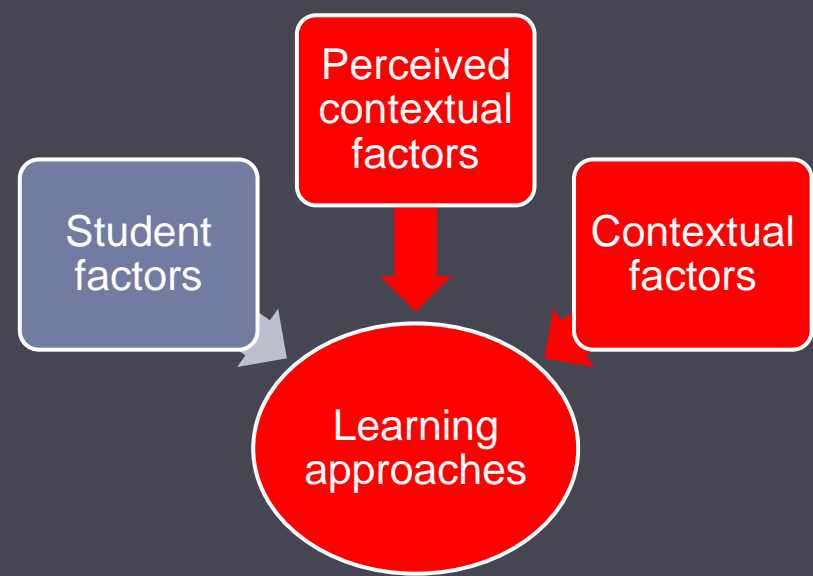 Perceived
contextual
factors
Student
factors
Contextual
factors
Learning
approaches